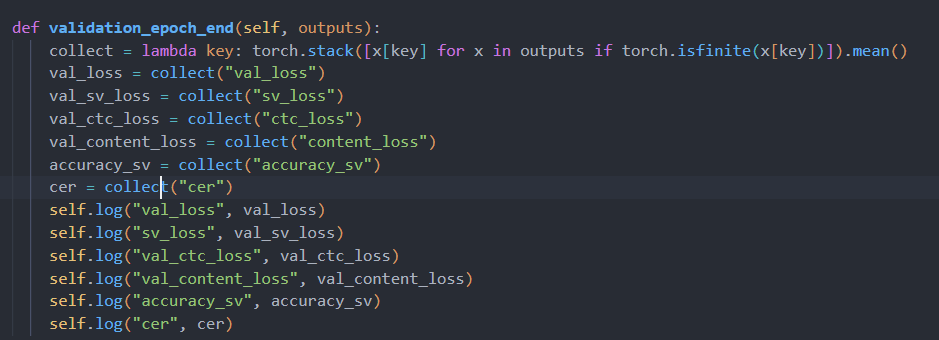 def validation_epoch_end(self, outputs):
collect = lambda key: torch.stack([x[key] for x in outputs if torch.isfinite(x[key])]).mean()
val_loss = collect("val_loss")
val_sv_loss = collect("sv_loss")
val_ctc_loss = collect("ctc_loss")
val_content_loss = collect("content_loss")
accuracy_sv = collect("accuracy_sv")
cer = collect("cer")
self.log("val_loss", val_loss)
self.log("sv_loss", val_sv_loss)
self.log("val_ctc_loss", val_ctc_loss)
self.log("val_content_loss", val_content_loss)
self.log("accuracy_sv", accuracy_sv)
self.log("cer", cer)